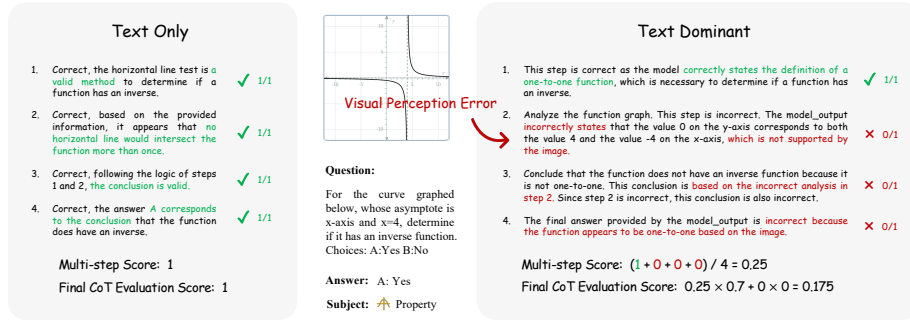 Text Only
1. Correct, the horizontal line test is a
valid method to determine if a
function has an inverse.
✓ 1/1
2. Correct, based on the provided
information, it appears that no
horizontal line would intersect the
function more than once.
✓ 1/1
3. Correct, following the logic of steps
1 and 2, the conclusion is valid.
✓ 1/1
4. Correct, the answer A corresponds
to the conclusion that the function
does have an inverse.
✓ 1/1
Multi-step Score: 1
Final CoT Evaluation Score: 1
Visual Perception Error
Question:
For the curve graphed
below, whose asymptote is
x-axis and x=4, determine
if it has an inverse function.
Choices: A:Yes B:No
Answer: A: Yes
Subject: Property
Text Dominant
1. This step is correct as the model correctly states the definition of a
one-to-one function, which is necessary to determine if a function has
an inverse.
✓ 1/1
2. Analyze the function graph. This step is incorrect. The model_output
incorrectly states that the value 0 on the y-axis corresponds to both
the value 4 and the value -4 on the x-axis, which is not supported by
the image.
✕ 0/1
3. Conclude that the function does not have an inverse function because it
is not one-to-one. This conclusion is based on the incorrect analysis in
step 2. Since step 2 is incorrect, this conclusion is also incorrect.
✕ 0/1
4. The final answer provided by the model_output is incorrect because
the function appears to be one-to-one based on the image.
✕ 0/1
Multi-step Score: (1 + 0 + 0 + 0) / 4 = 0.25
Final CoT Evaluation Score: 0.25 × 0.7 + 0 × 0 = 0.175